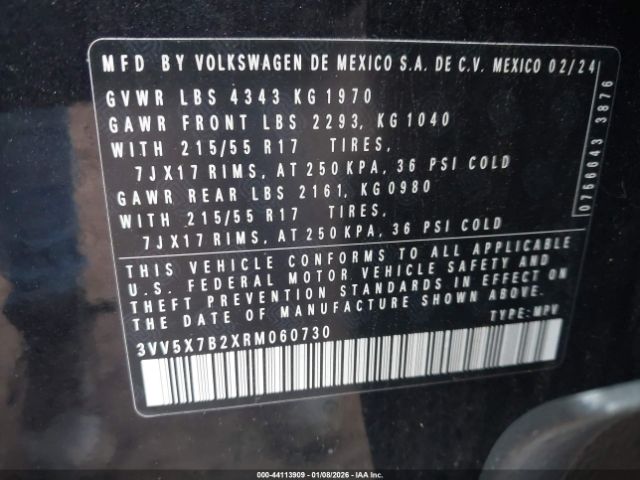 MFD BY VOLKSWAGEN DE MEXICO S.A. DE C.V. MEXICO 02/24
GVWR LBS 4343 KG 1970
GAWR FRONT LBS 2293, KG 1040
WITH 215/55 R17 TIRES,
7JX17 RIMS, AT 250 KPA, 36 PSI COLD
GAWR REAR LBS 2161, KG 0980
WITH 215/55 R17 TIRES,
7JX17 RIMS, AT 250 KPA, 36 PSI COLD
0756643 3876
THIS VEHICLE CONFORMS TO ALL APPLICABLE
U.S. FEDERAL MOTOR VEHICLE SAFETY AND
THEFT PREVENTION STANDARDS IN EFFECT ON
THE DATE OF MANUFACTURE SHOWN ABOVE.
3VV5X7B2XRM060730
TYPE: MPV
000-44113909 | 01/08/2026 | IAAI.com